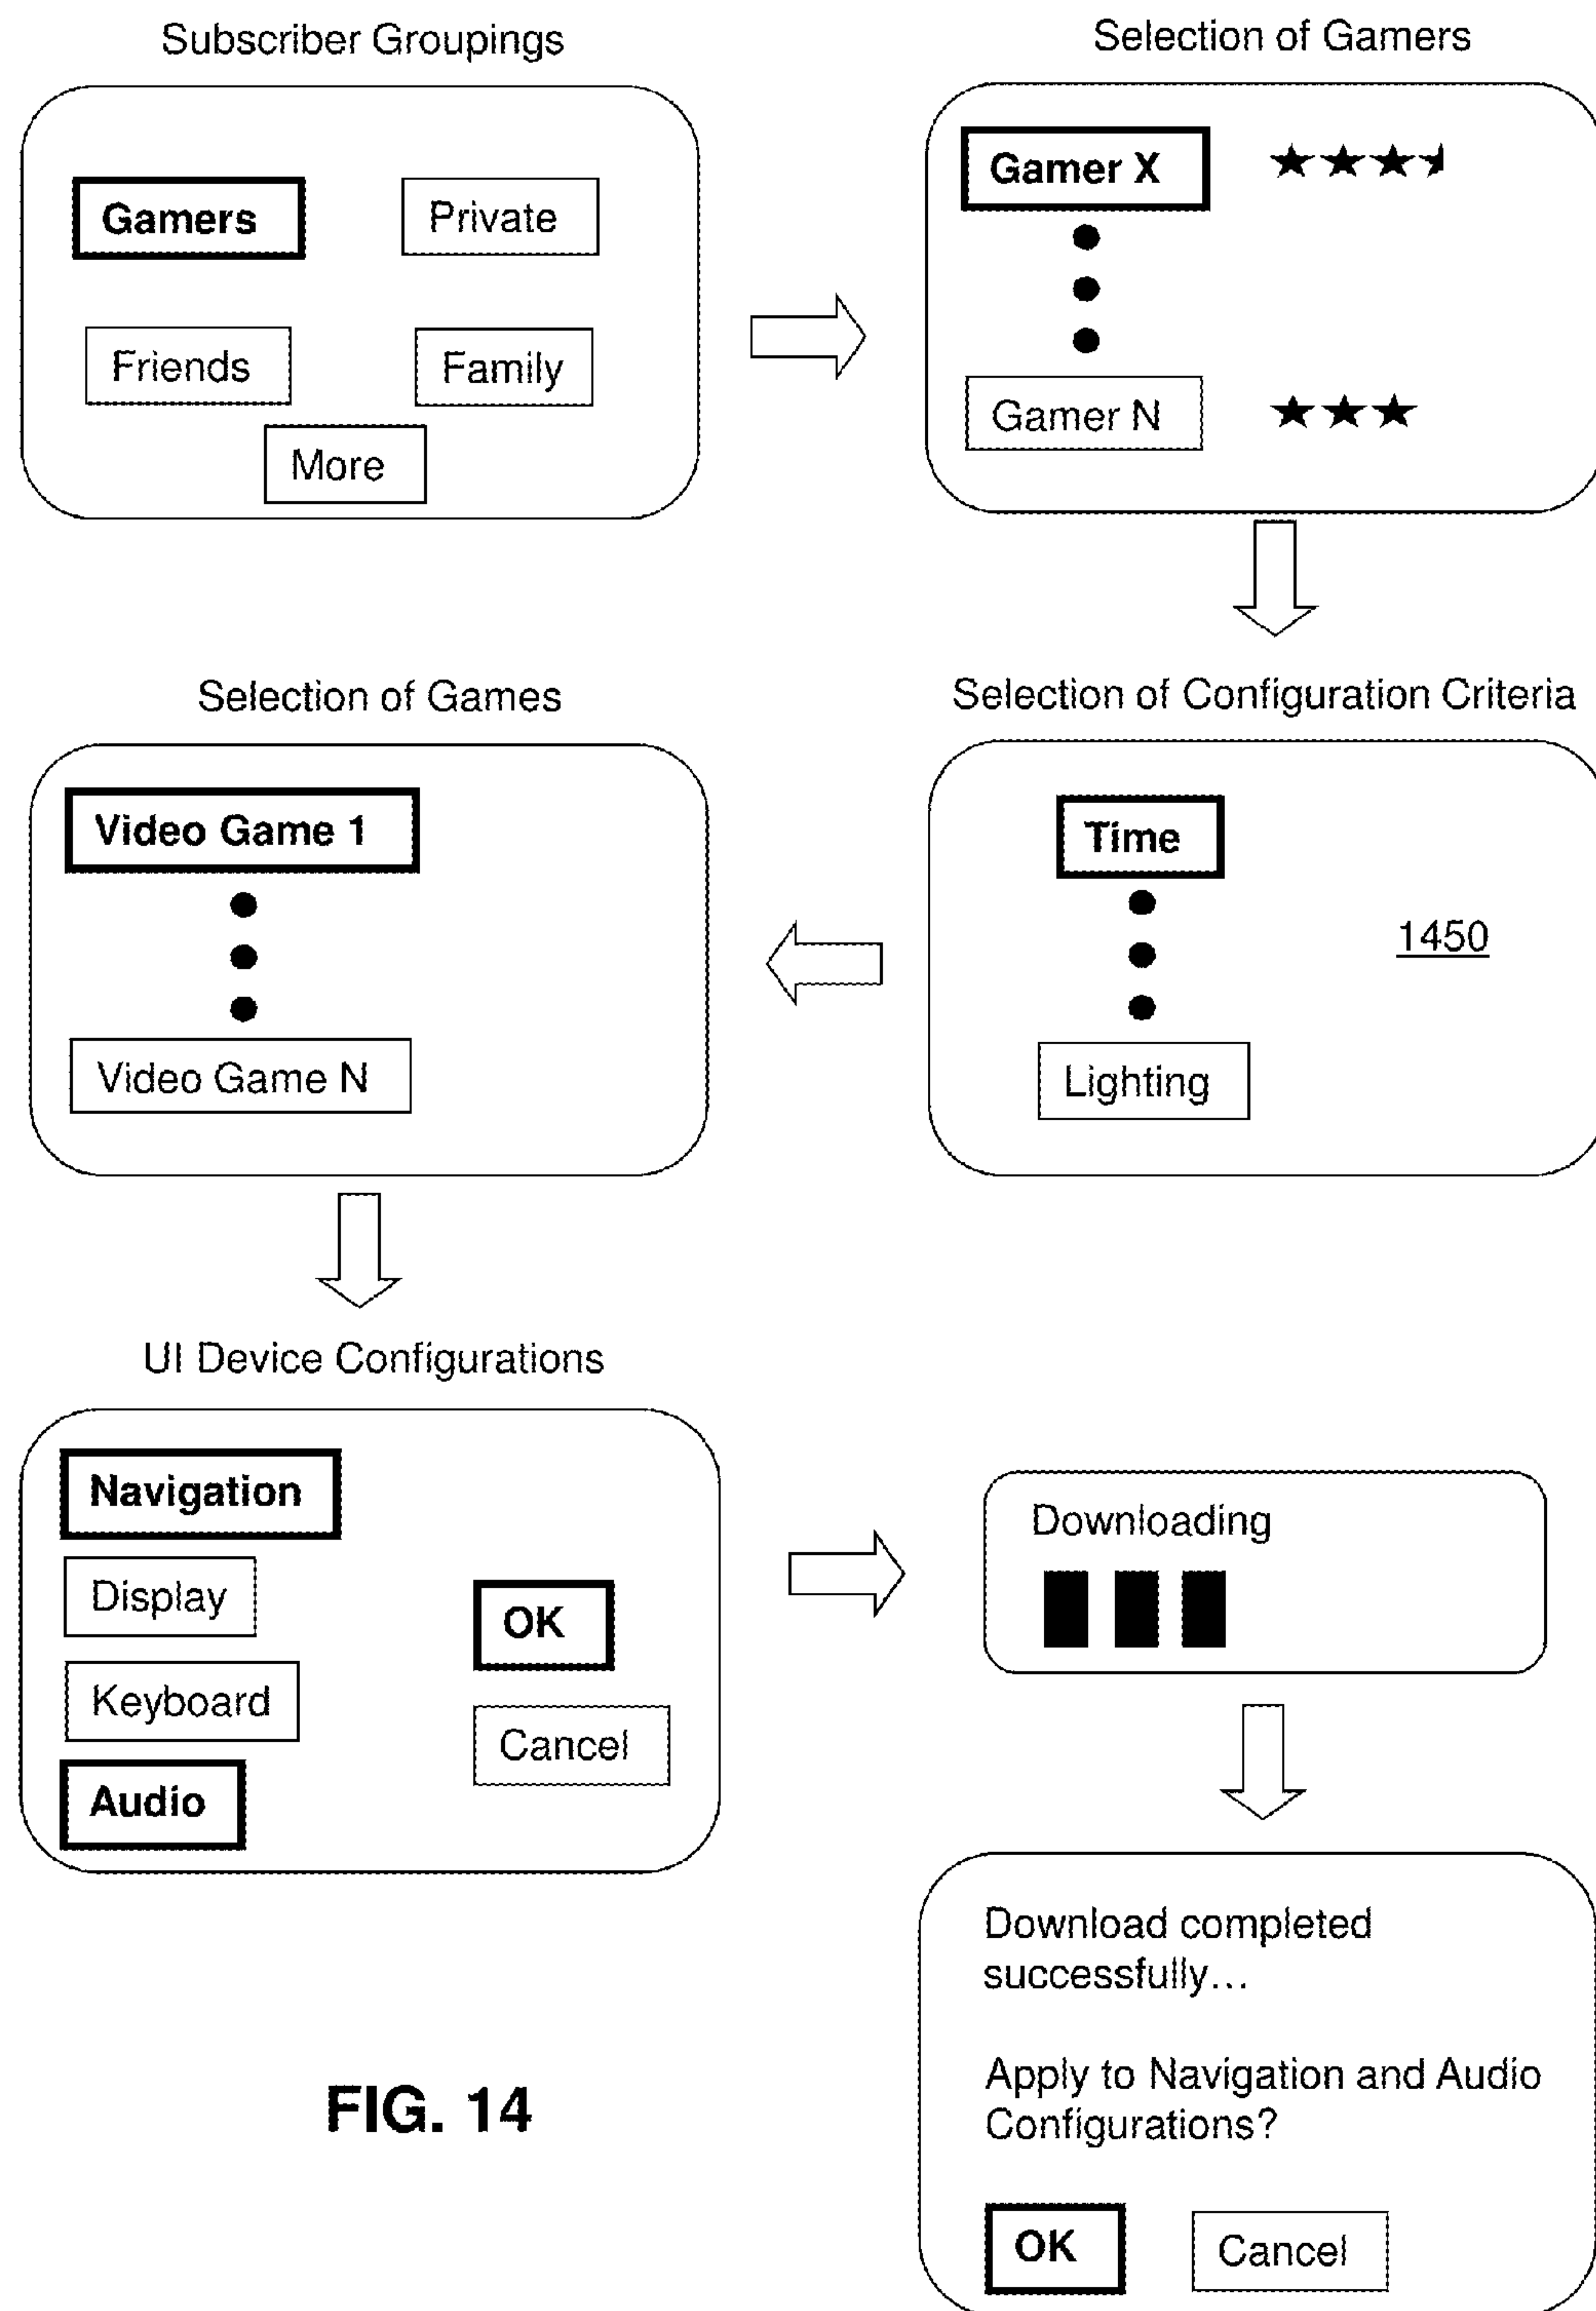 Subscriber Groupings
Gamers
Private
Friends
Family
More
Selection of Gamers
Gamer X
Gamer N
Selection of Configuration Criteria
Time
1450
Lighting
Selection of Games
Video Game 1
Video Game N
UI Device Configurations
Navigation
Display
Keyboard
Audio
OK
Cancel
Downloading
Download completed
successfully...
Apply to Navigation and Audio
Configurations?
OK
Cancel
FIG. 14